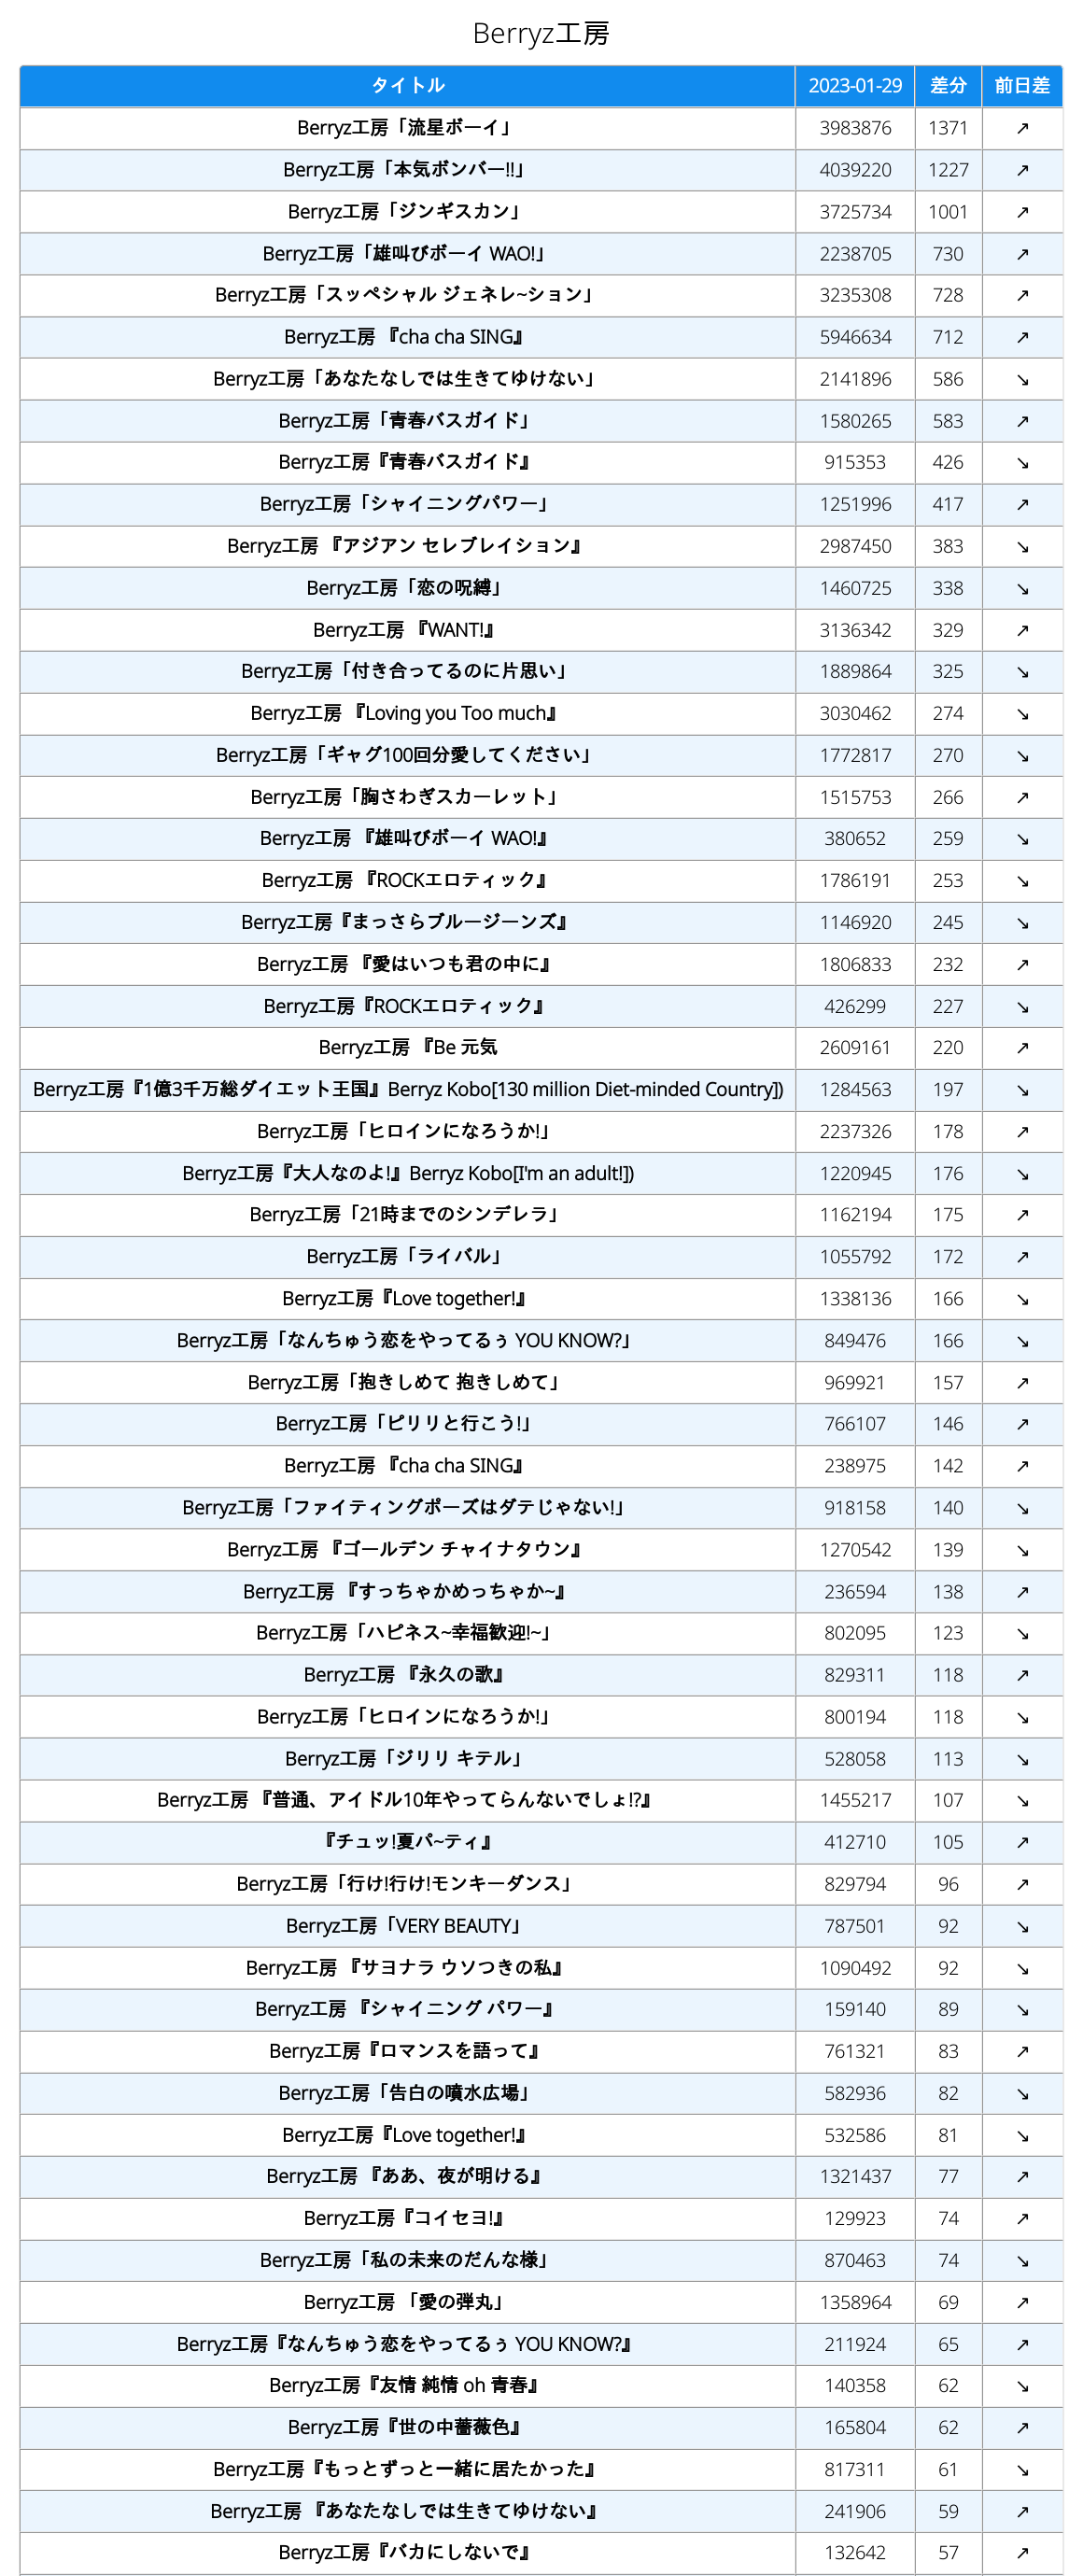 Berryz工房
タイトル 2023-01-29 差分 前日差
Berryz工房「流星ボーイ」 3983876 1371 ↗
Berryz工房「本気ボンバー!!」 4039220 1227 ↗
Berryz工房「ジンギスカン」 3725734 1001 ↗
Berryz工房「雄叫びボーイ WAO!」 2238705 730 ↗
Berryz工房「スッペシャル ジェネレ~ション」 3235308 728 ↗
Berryz工房 『cha cha SING』 5946634 712 ↗
Berryz工房「あなたなしでは生きてゆけない」 2141896 586 ↘
Berryz工房「青春バスガイド」 1580265 583 ↗
Berryz工房『青春バスガイド』 915353 426 ↘
Berryz工房「シャイニングパワー」 1251996 417 ↗
Berryz工房 『アジアン セレブレイション』 2987450 383 ↘
Berryz工房「恋の呪縛」 1460725 338 ↘
Berryz工房 『WANT!』 3136342 329 ↗
Berryz工房「付き合ってるのに片思い」 1889864 325 ↘
Berryz工房 『Loving you Too much』 3030462 274 ↘
Berryz工房「ギャグ100回分愛してください」 1772817 270 ↘
Berryz工房「胸さわぎスカーレット」 1515753 266 ↗
Berryz工房 『雄叫びボーイ WAO!』 380652 259 ↘
Berryz工房 『ROCKエロティック』 1786191 253 ↘
Berryz工房『まっさらブルージーンズ』 1146920 245 ↘
Berryz工房 『愛はいつも君の中に』 1806833 232 ↗
Berryz工房『ROCKエロティック』 426299 227 ↘
Berryz工房 『Be 元気 2609161 220 ↗
Berryz工房『1億3千万総ダイエット王国』Berryz Kobo[130 million Diet-minded Country]) 1284563 197 ↘
Berryz工房「ヒロインになろうか!」 2237326 178 ↗
Berryz工房『大人なのよ!』Berryz Kobo[I'm an adult!]) 1220945 176 ↘
Berryz工房「21時までのシンデレラ」 1162194 175 ↗
Berryz工房「ライバル」 1055792 172 ↗
Berryz工房『Love together!』 1338136 166 ↘
Berryz工房「なんちゅう恋をやってるぅ YOU KNOW?」 849476 166 ↘
Berryz工房「抱きしめて 抱きしめて」 969921 157 ↗
Berryz工房「ピリリと行こう!」 766107 146 ↗
Berryz工房 『cha cha SING』 238975 142 ↗
Berryz工房「ファイティングポーズはダテじゃない!」 918158 140 ↘
Berryz工房 『ゴールデン チャイナタウン』 1270542 139 ↘
Berryz工房 『すっちゃかめっちゃか~』 236594 138 ↗
Berryz工房「ハピネス~幸福歓迎!~」 802095 123 ↘
Berryz工房 『永久の歌』 829311 118 ↗
Berryz工房「ヒロインになろうか!」 800194 118 ↘
Berryz工房「ジリリ キテル」 528058 113 ↘
Berryz工房 『普通、アイドル10年やってらんないでしょ!?』 1455217 107 ↘
『チュッ!夏パ~ティ』 412710 105 ↗
Berryz工房「行け!行け!モンキーダンス」 829794 96 ↗
Berryz工房「VERY BEAUTY」 787501 92 ↘
Berryz工房 『サヨナラ ウソつきの私』 1090492 92 ↘
Berryz工房 『シャイニング パワー』 159140 89 ↘
Berryz工房『ロマンスを語って』 761321 83 ↗
Berryz工房「告白の噴水広場」 582936 82 ↘
Berryz工房『Love together!』 532586 81 ↘
Berryz工房 『ああ、夜が明ける』 1321437 77 ↗
Berryz工房『コイセヨ!』 129923 74 ↗
Berryz工房「私の未来のだんな様」 870463 74 ↘
Berryz工房 「愛の弾丸」 1358964 69 ↗
Berryz工房『なんちゅう恋をやってるぅ YOU KNOW?』 211924 65 ↗
Berryz工房『友情 純情 oh 青春』 140358 62 ↘
Berryz工房『世の中薔薇色』 165804 62 ↗
Berryz工房『もっとずっと一緒に居たかった』 817311 61 ↘
Berryz工房 『あなたなしでは生きてゆけない』 241906 59 ↗
Berryz工房『バカにしないで』 132642 57 ↗